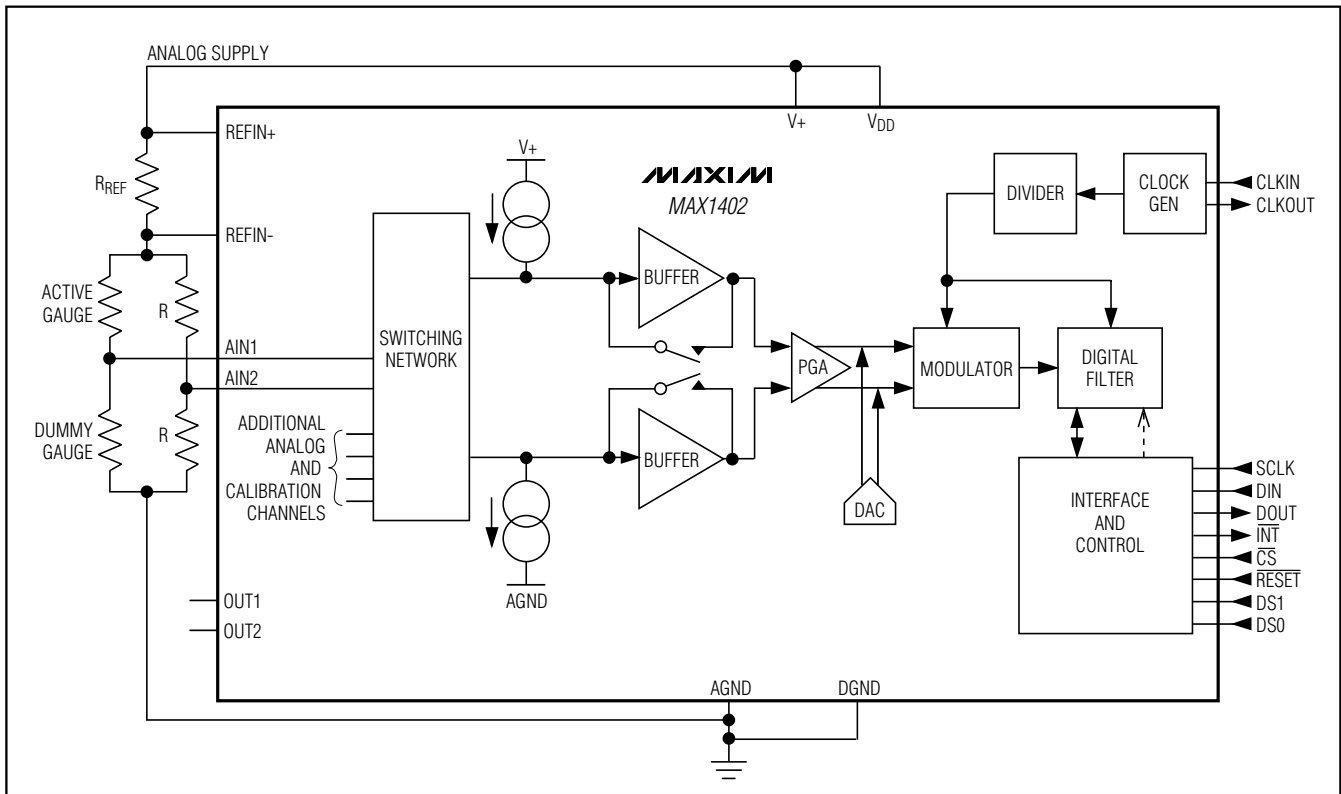 ANALOG SUPPLY
V+
VDD
REFIN+
RREF
REFIN-
ACTIVE
GAUGE
R
AIN1
AIN2
DUMMY
GAUGE
R
ADDITIONAL
ANALOG
AND
CALIBRATION
CHANNELS
OUT1
OUT2
SWITCHING
NETWORK
V+
AGND
MAXIM
MAX1402
BUFFER
BUFFER
PGA
DAC
DIVIDER
CLOCK
GEN
CLKIN
CLKOUT
MODULATOR
DIGITAL
FILTER
INTERFACE
AND
CONTROL
SCLK
DIN
DOUT
INT
CS
RESET
DS1
DS0
AGND
DGND